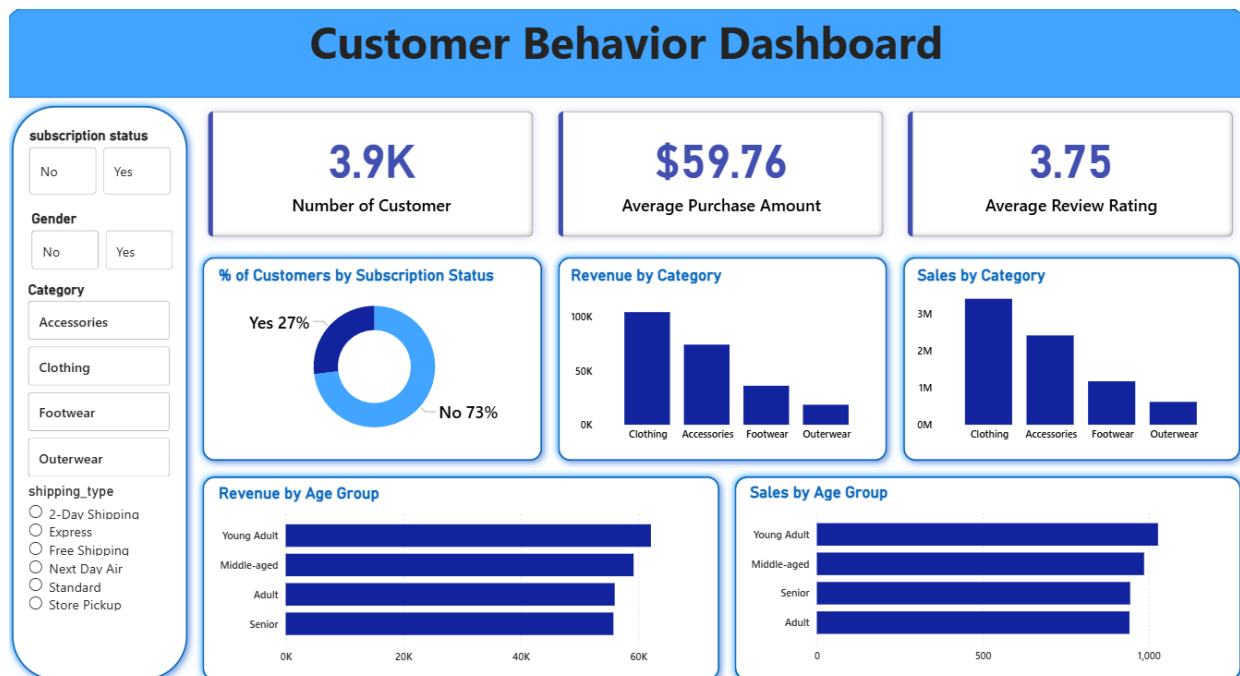 Customer Behavior Dashboard
subscription status
No
Yes
Gender
No
Yes
Category
Accessories
Clothing
Footwear
Outerwear
shipping_type
2-Day Shipping
Express
Free Shipping
Next Day Air
Standard
Store Pickup
3.9K
Number of Customer
$59.76
Average Purchase Amount
3.75
Average Review Rating
% of Customers by Subscription Status
Yes 27%
No 73%
Revenue by Category
100K
50K
0K
Clothing Accessories Footwear Outerwear
Sales by Category
3M
2M
1M
0M
Clothing Accessories Footwear Outerwear
Revenue by Age Group
Young Adult
Middle-aged
Adult
Senior
0K 20K 40K 60K
Sales by Age Group
Young Adult
Middle-aged
Senior
Adult
0 500 1,000